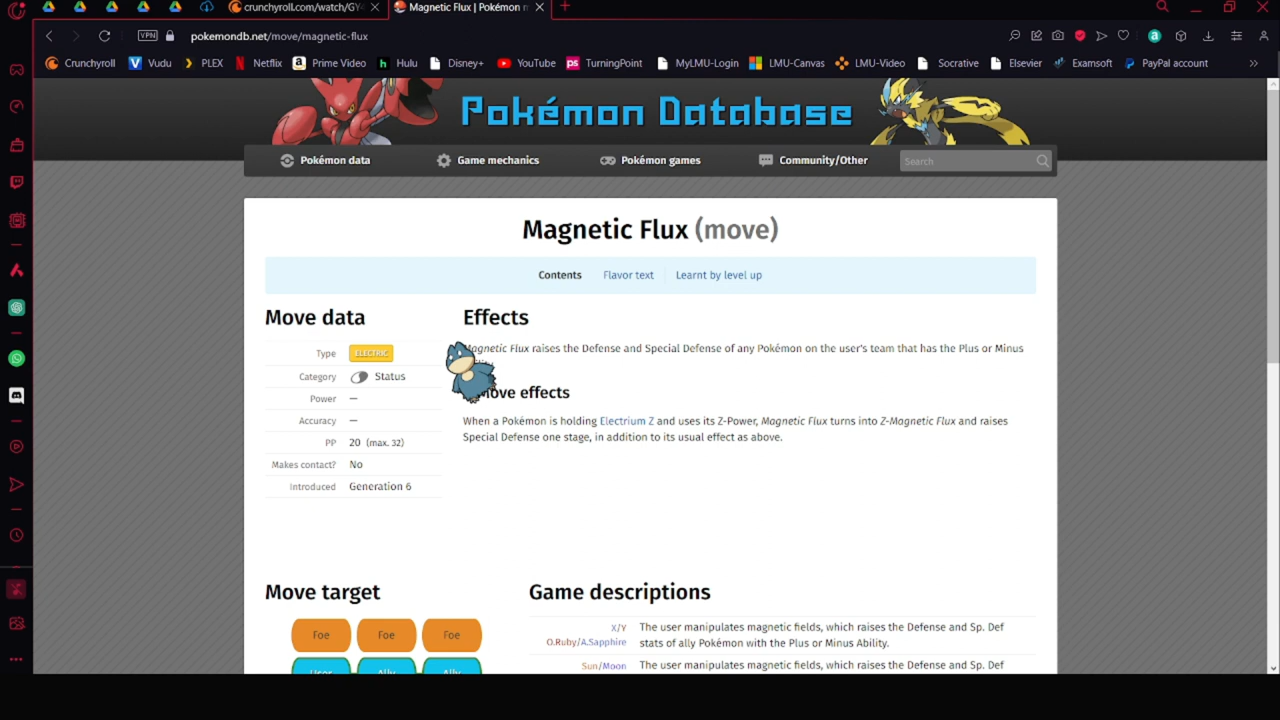 crunchyroll.com/watch/GY
Magnetic Flux | Pokémon m
VPN
pokemondb.net/move/magnetic-flux
Crunchyroll Vudu PLEX Netflix Prime Video Hulu Disney+ YouTube TurningPoint MyLMU-Login LMU-Canvas LMU-Video Socrative Elsevier Examsoft PayPal account
Pokémon Database
Pokémon data Game mechanics Pokémon games Community/Other Search
Magnetic Flux (move)
Contents Flavor text Learnt by level up
Move data
Type ELECTRIC
Category Status
Power —
Accuracy —
PP 20 (max. 32)
Makes contact? No
Introduced Generation 6
Effects
Magnetic Flux raises the Defense and Special Defense of any Pokémon on the user's team that has the Plus or Minus
Move effects
When a Pokémon is holding Electrium Z and uses its Z-Power, Magnetic Flux turns into Z-Magnetic Flux and raises
Special Defense one stage, in addition to its usual effect as above.
Move target
Foe Foe Foe
User Ally Ally
Game descriptions
X/Y
O.Ruby/A.Sapphire
The user manipulates magnetic fields, which raises the Defense and Sp. Def
stats of ally Pokémon with the Plus or Minus Ability.
Sun/Moon
The user manipulates magnetic fields, which raises the Defense and Sp. Def